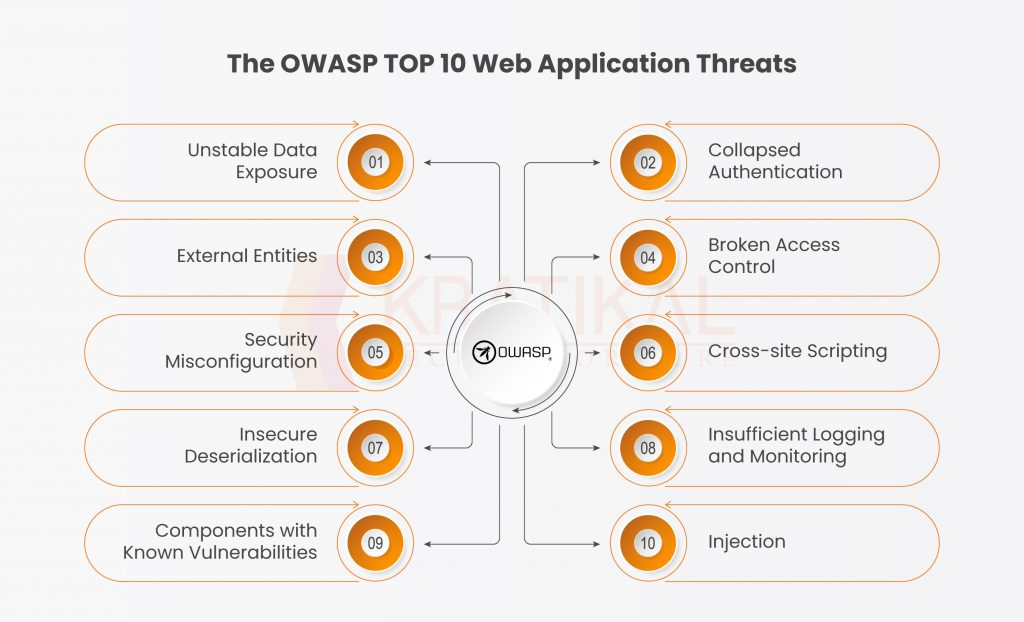 The OWASP TOP 10 Web Application Threats
Unstable Data
Exposure
01
02
Collapsed
Authentication
External Entities
03
04
Broken Access
Control
KRATIKAL
Security
Misconfiguration
05
OWASP
®
06
Cross-site Scripting
Insecure
Deserialization
07
08
Insufficient Logging
and Monitoring
Components with
Known Vulnerabilities
09
10
Injection